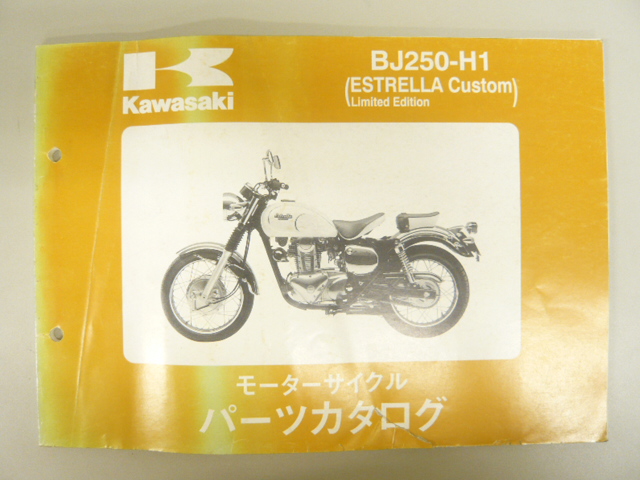 Kawasaki
BJ250-H1
(ESTRELLA Custom)
Limited Edition
モーターサイクル
パーツカタログ